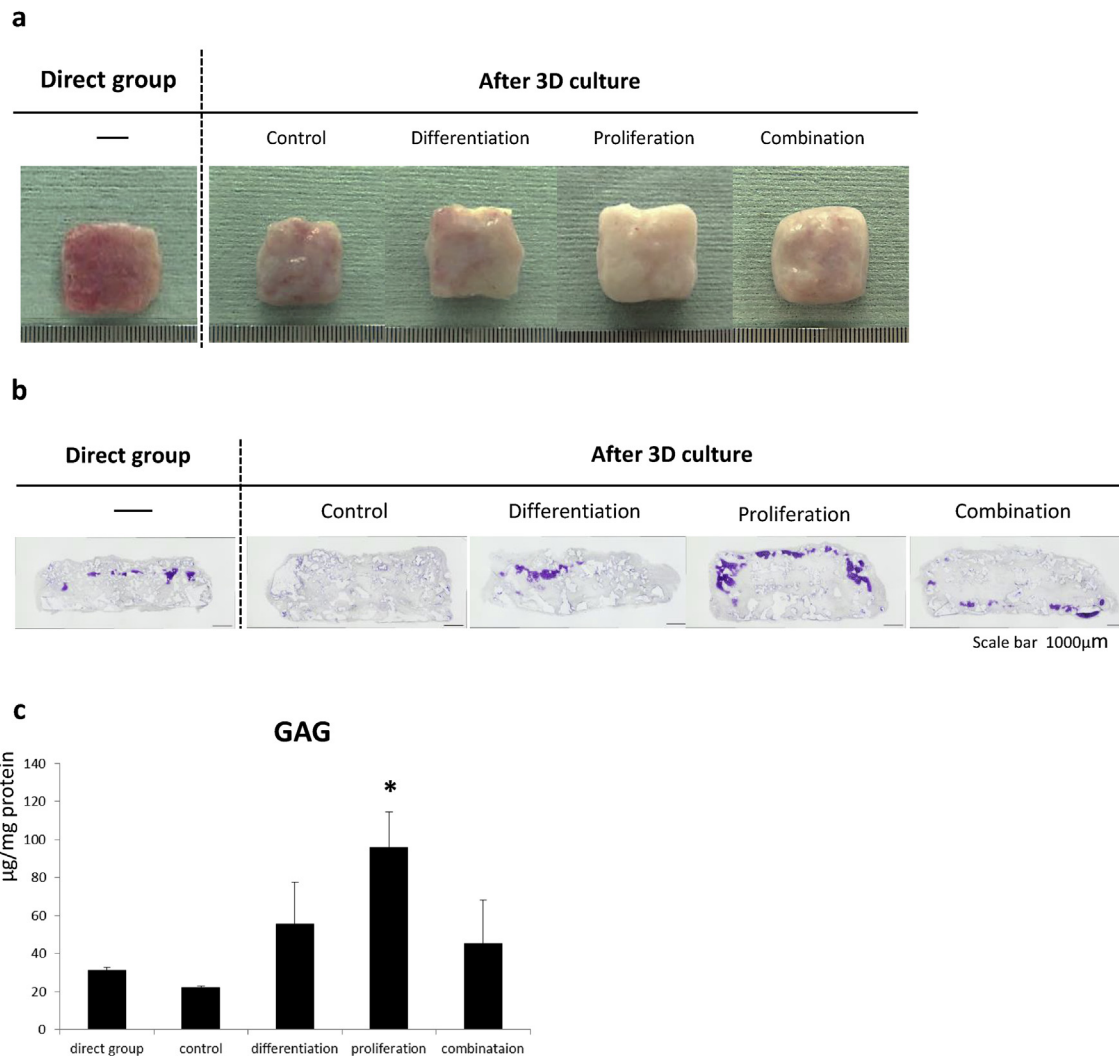 a
Direct group
After 3D culture
—
Control Differentiation Proliferation Combination
b
Direct group
After 3D culture
—
Control Differentiation Proliferation Combination
Scale bar 1000μm
c
GAG
μg/mg protein
140
120
100
80
60
40
20
0
*
direct group control differentiation proliferation combinataion